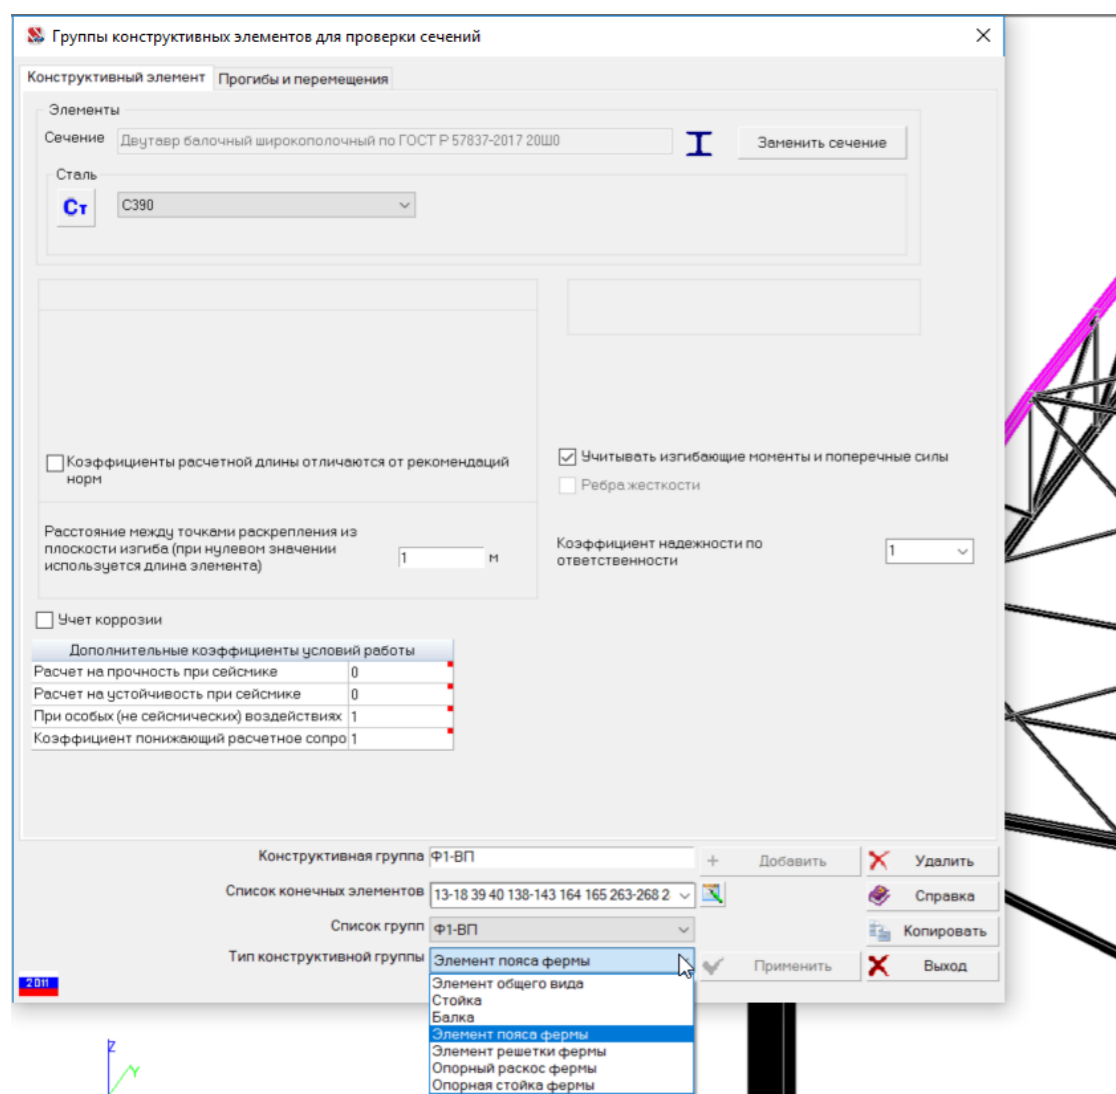 Группы конструктивных элементов для проверки сечений
Конструктивный элемент
Прогибы и перемещения
Элементы
Сечение
Двутавр балочный широкополочный по ГОСТ Р 57837-2017 20Ш0
Заменить сечение
Сталь
Ст
С390
Коэффициенты расчетной длины отличаются от рекомендаций
норм
Учитывать изгибающие моменты и поперечные силы
Ребра жесткости
Расстояние между точками раскрепления из
плоскости изгиба (при нулевом значении
используется длина элемента)
1
м
Коэффициент надежности по
ответственности
1
Учет коррозии
Дополнительные коэффициенты условий работы
Расчет на прочность при сейсмике
0
Расчет на устойчивость при сейсмике
0
При особых (не сейсмических) воздействиях
1
Коэффициент понижающий расчетное сопро
1
Конструктивная группа
Ф1-ВП
Добавить
Удалить
Список конечных элементов
13-18 39 40 138-143 164 165 263-268 2
Справка
Список групп
Ф1-ВП
Копировать
Тип конструктивной группы
Элемент пояса фермы
Применить
Выход
2011
Элемент общего вида
Стойка
Балка
Элемент пояса фермы
Элемент решетки фермы
Опорный раскос фермы
Опорная стойка фермы
Z
Y